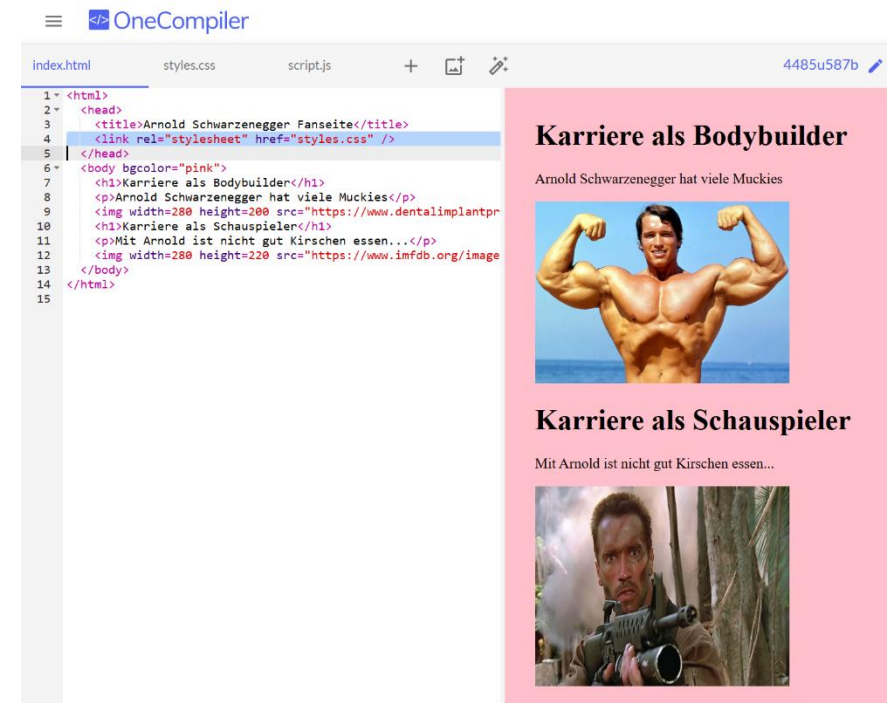 OneCompiler
index.html styles.css script.js 4485u587b
1 <html>
2 <head>
3 <title>Arnold Schwarzenegger Fanseite</title>
4 <link rel="stylesheet" href="styles.css" />
5 </head>
6 <body bgcolor="pink">
7 <h1>Karriere als Bodybuilder</h1>
8 <p>Arnold Schwarzenegger hat viele Muckies</p>
9 <img width=280 height=200 src="https://www.dentalimplantpr
10 <h1>Karriere als Schauspieler</h1>
11 <p>Mit Arnold ist nicht gut Kirschen essen...</p>
12 <img width=280 height=220 src="https://www.imfdb.org/image
13 </body>
14 </html>
15
Karriere als Bodybuilder
Arnold Schwarzenegger hat viele Muckies
Karriere als Schauspieler
Mit Arnold ist nicht gut Kirschen essen...